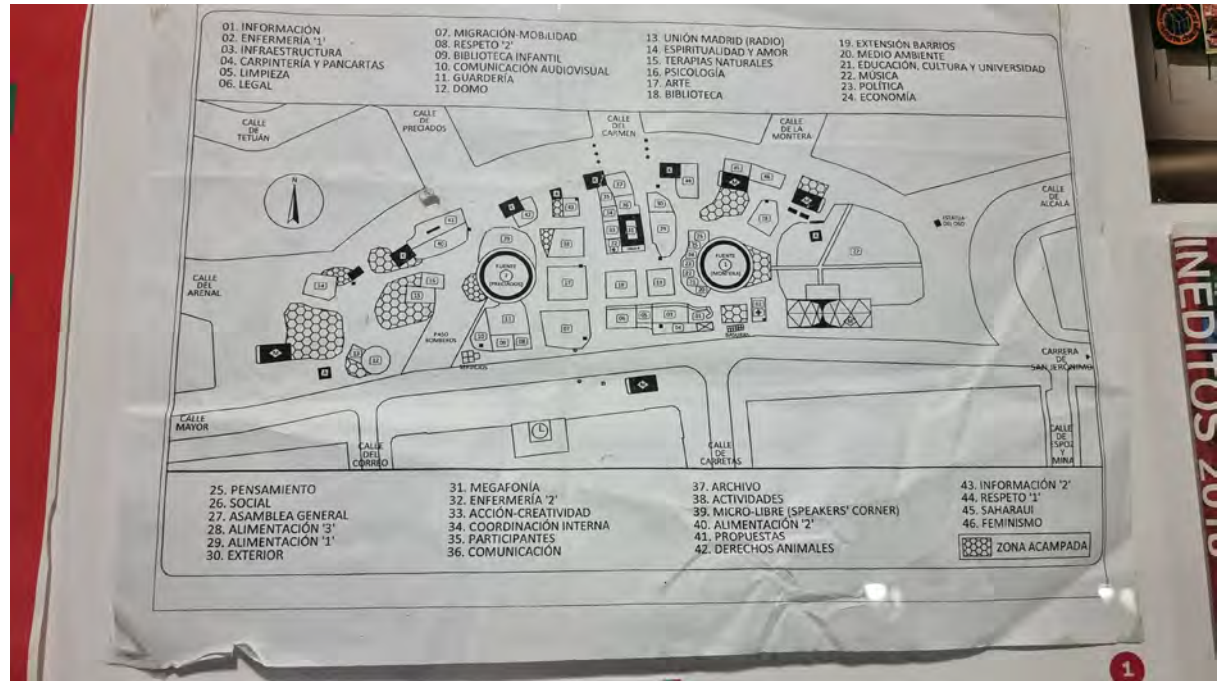 01. INFORMACIÓN
02. ENFERMERÍA '1'
03. INFRAESTRUCTURA
04. CARPINTERÍA Y PANCARTAS
05. LIMPIEZA
06. LEGAL
07. MIGRACIÓN-MOBILIDAD
08. RESPETO '2'
09. BIBLIOTECA INFANTIL
10. COMUNICACIÓN AUDIOVISUAL
11. GUARDERÍA
12. DOMO
13. UNIÓN MADRID (RADIO)
14. ESPIRITUALIDAD Y AMOR
15. TERAPIAS NATURALES
16. PSICOLOGÍA
17. ARTE
18. BIBLIOTECA
19. EXTENSIÓN BARRIOS
20. MEDIO AMBIENTE
21. EDUCACIÓN, CULTURA Y UNIVERSIDAD
22. MÚSICA
23. POLÍTICA
24. ECONOMÍA
CALLE
DE
TETUÁN
CALLE
DE
PRECIADOS
CALLE
DEL
CARMEN
CALLE
DE LA
MONTERA
N
CALLE
DE
ALCALÁ
ESTATUA
DEL OSO
CALLE
DEL
ARENAL
FUENTE
(PRECIADOS)
FUENTE
(MONTERA)
PASO
BOMBEROS
CARRERA
DE
SAN JERÓNIMO
CALLE
MAYOR
CALLE
DEL
CORREO
CALLE
DE
CARRETAS
CALLE
DE
ESPOZ
Y
MINA
25. PENSAMIENTO
26. SOCIAL
27. ASAMBLEA GENERAL
28. ALIMENTACIÓN '3'
29. ALIMENTACIÓN '1'
30. EXTERIOR
31. MEGAFONÍA
32. ENFERMERÍA '2'
33. ACCIÓN-CREATIVIDAD
34. COORDINACIÓN INTERNA
35. PARTICIPANTES
36. COMUNICACIÓN
37. ARCHIVO
38. ACTIVIDADES
39. MICRO-LIBRE (SPEAKERS' CORNER)
40. ALIMENTACIÓN '2'
41. PROPUESTAS
42. DERECHOS ANIMALES
43. INFORMACIÓN '2'
44. RESPETO '1'
45. SAHARAUI
46. FEMINISMO
ZONA ACAMPADA
INÉDITOS 2016
1